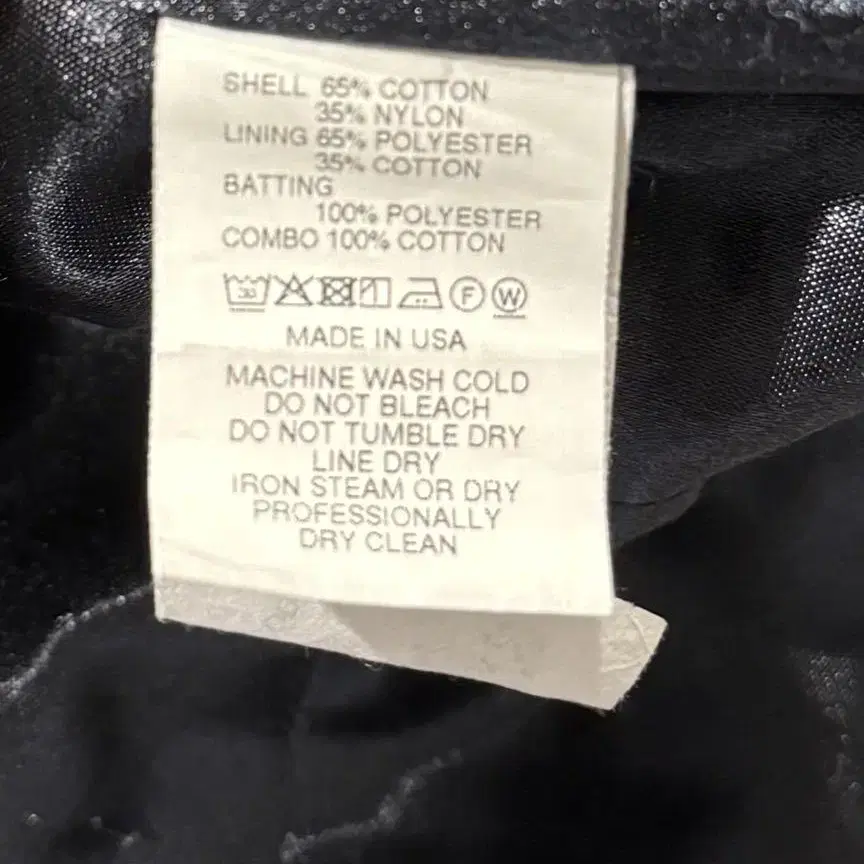 SHELL 65% COTTON
35% NYLON
LINING 65% POLYESTER
35% COTTON
BATTING
100% POLYESTER
COMBO 100% COTTON
30 F W
MADE IN USA
MACHINE WASH COLD
DO NOT BLEACH
DO NOT TUMBLE DRY
LINE DRY
IRON STEAM OR DRY
PROFESSIONALLY
DRY CLEAN